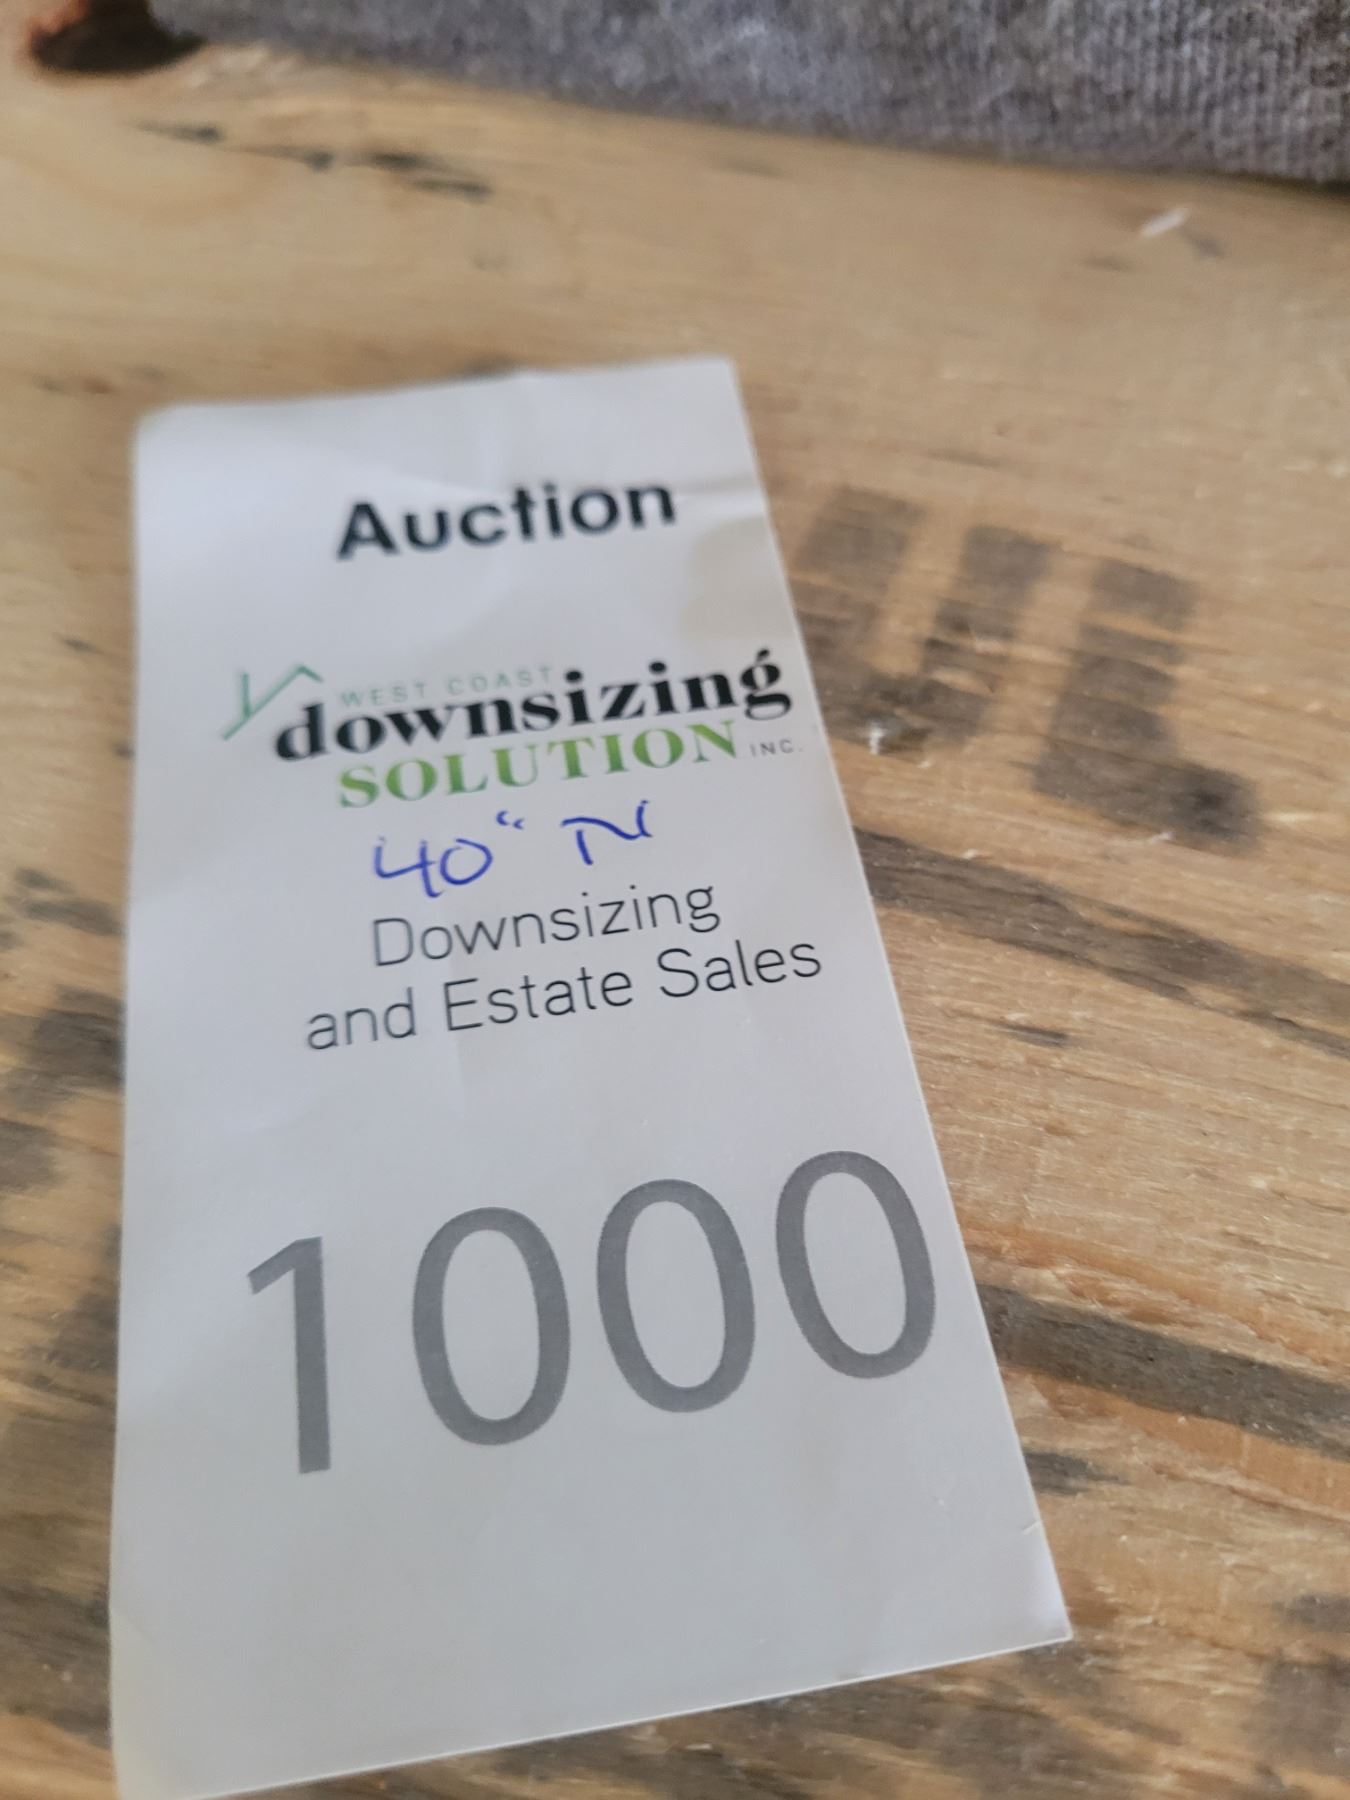 Auction
WEST COAST
downsizing
SOLUTION INC.
40" TV
Downsizing
and Estate Sales
1000